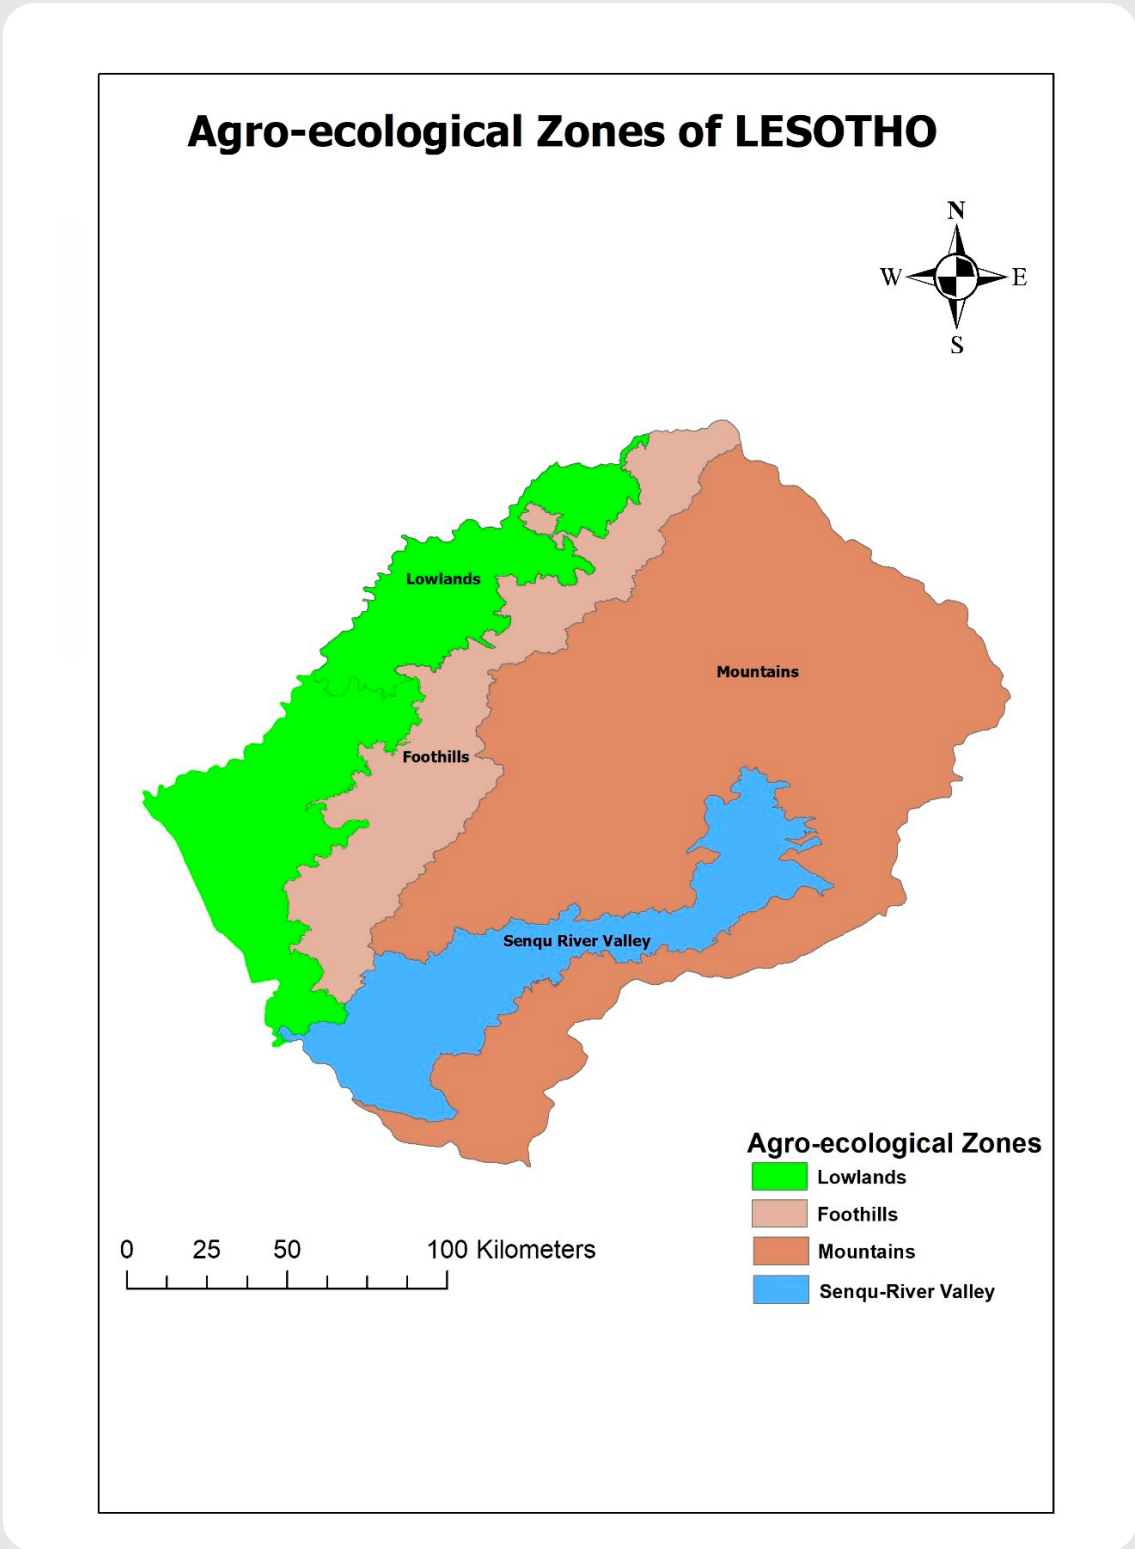 Agro-ecological Zones of LESOTHO
N
W E
S
Lowlands
Mountains
Foothills
Senqu River Valley
Agro-ecological Zones
Lowlands
Foothills
Mountains
Senqu-River Valley
0 25 50 100 Kilometers